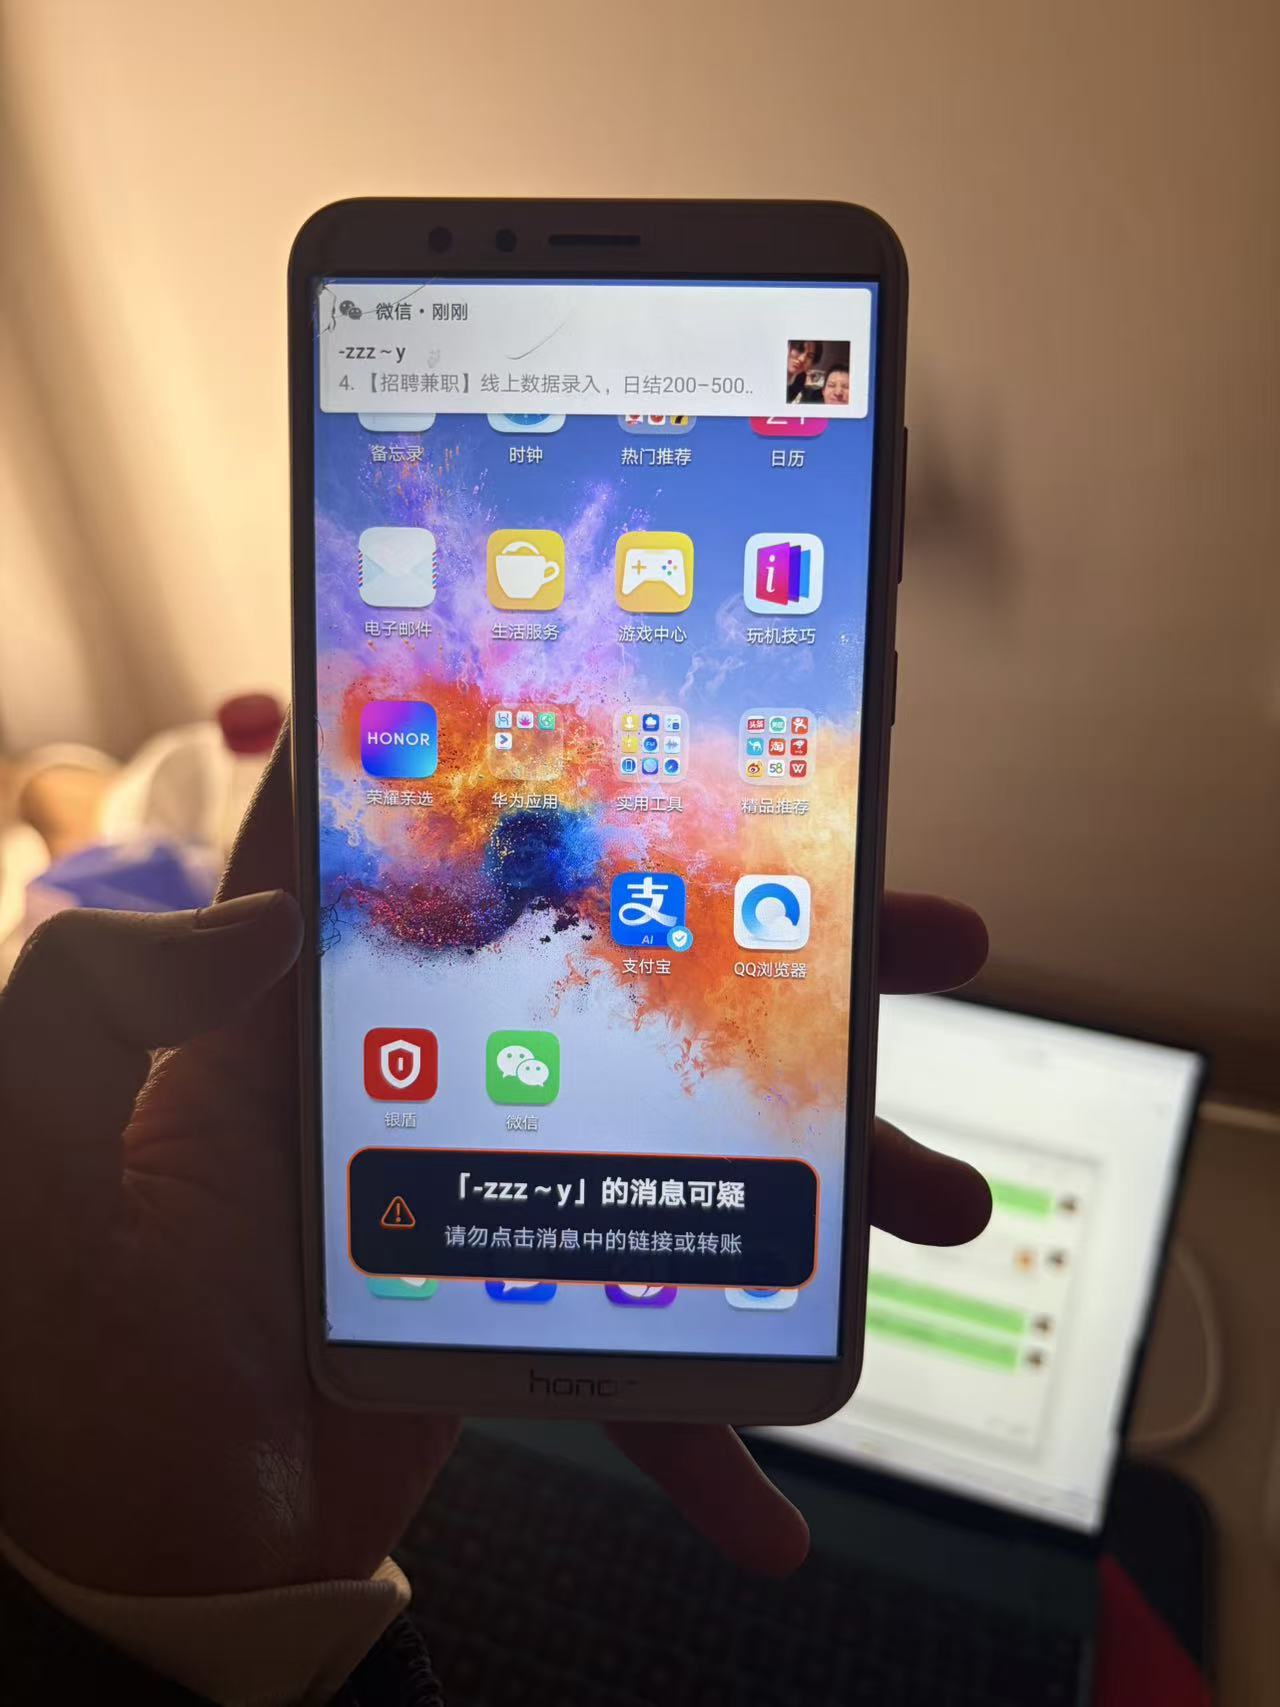 微信・刚刚
-zzz~y
4. 【招聘兼职】线上数据录入，日结200-500..
备忘录
时钟
热门推荐
日历
电子邮件
生活服务
游戏中心
玩机技巧
HONOR
荣耀亲选
华为应用
实用工具
58
精品推荐
支
AI
支付宝
QQ浏览器
银盾
微信
「-zzz~y」的消息可疑
请勿点击消息中的链接或转账
honor